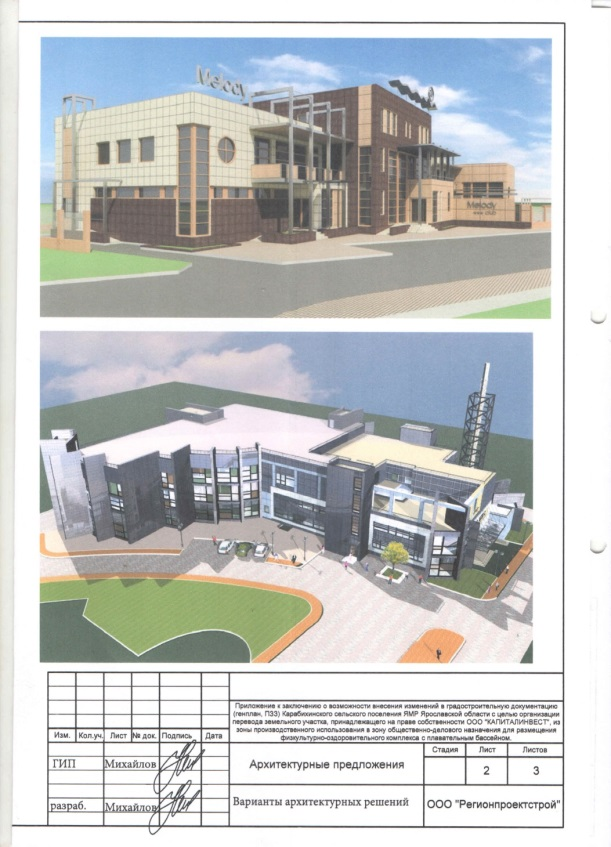 Melody
Melody
Приложения к заключению о возможности внесения изменений в градостроительную документацию
(генплан, ПЗЗ) Карабихинского сельского поселения ЯМР Ярославской области с целью организации
перевода земельного участка, принадлежащего на праве собственности ООО "КАПИТАЛИНВЕСТ", из
зоны производственного использования в зону общественно-делового назначения для размещения
физкультурно-оздоровительного комплекса с плавательным бассейном.
Изм. Кол.уч. Лист № док. Подпись Дата
ГИП Михайлов
Архитектурные предложения
Стадия Лист Листов
2 3
разраб. Михайлов
Варианты архитектурных решений
ООО "Регионпроектстрой"